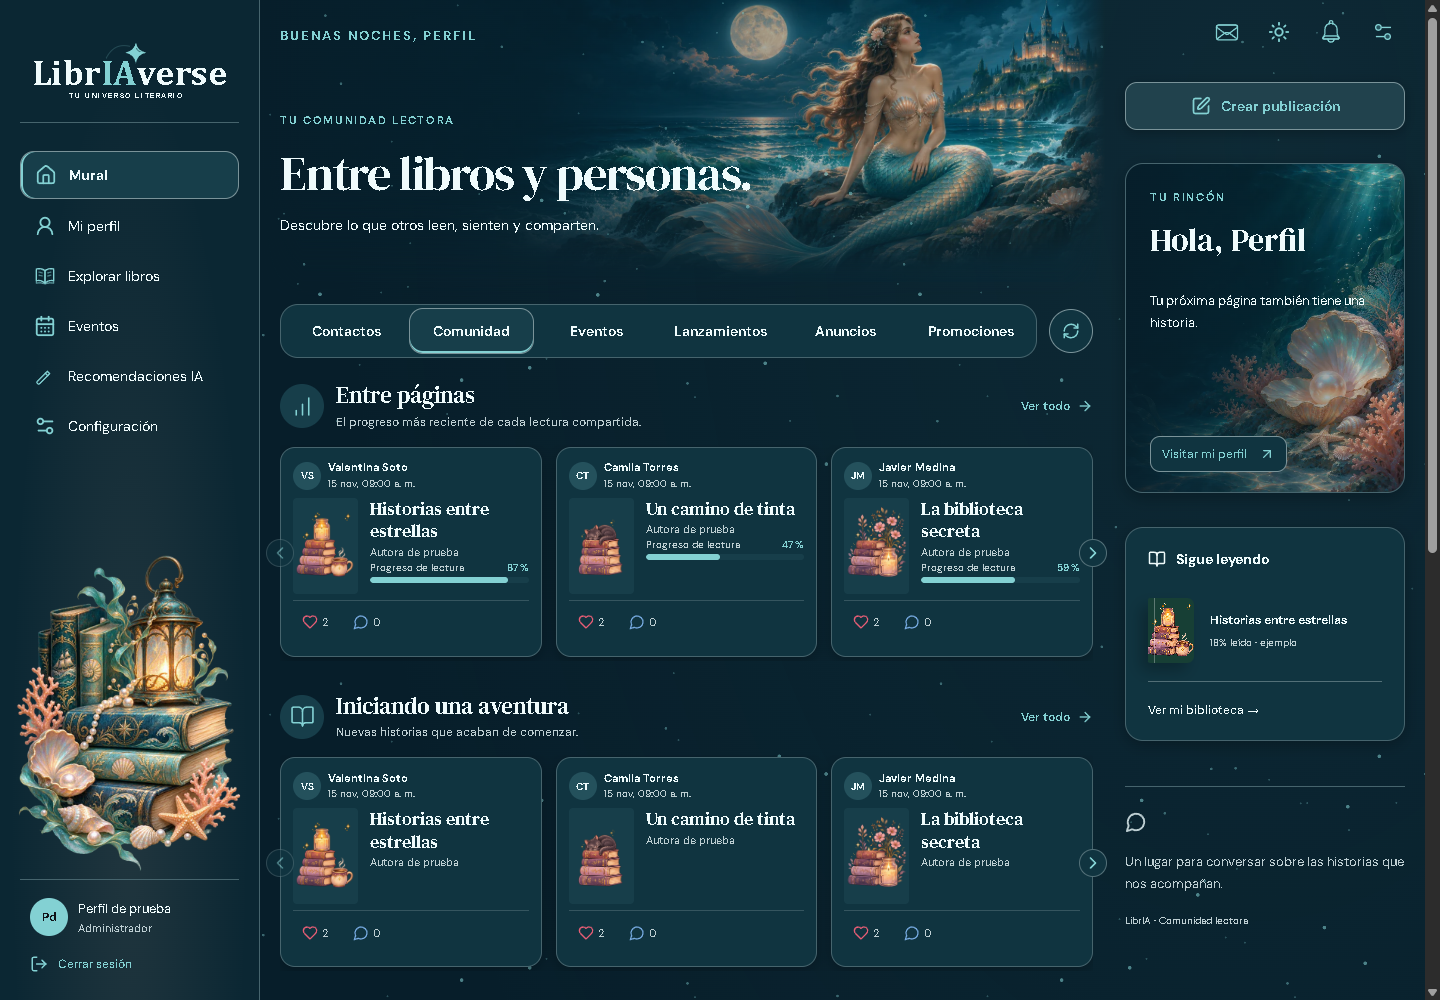 LibrIAverse
TU UNIVERSO LITERARIO
Mural
Mi perfil
Explorar libros
Eventos
Recomendaciones IA
Configuración
Pd
Perfil de prueba
Administrador
Cerrar sesión
BUENAS NOCHES, PERFIL
TU COMUNIDAD LECTORA
Entre libros y personas.
Descubre lo que otros leen, sienten y comparten.
Contactos
Comunidad
Eventos
Lanzamientos
Anuncios
Promociones
Entre páginas
El progreso más reciente de cada lectura compartida.
Ver todo
VS
Valentina Soto
15 nov, 09:00 a. m.
Historias entre
estrellas
Autora de prueba
Progreso de lectura 87%
2 0
CT
Camila Torres
15 nov, 09:00 a. m.
Un camino de tinta
Autora de prueba
Progreso de lectura 47%
2 0
JM
Javier Medina
15 nov, 09:00 a. m.
La biblioteca
secreta
Autora de prueba
Progreso de lectura 59%
2 0
Iniciando una aventura
Nuevas historias que acaban de comenzar.
Ver todo
VS
Valentina Soto
15 nov, 09:00 a. m.
Historias entre
estrellas
Autora de prueba
2 0
CT
Camila Torres
15 nov, 09:00 a. m.
Un camino de tinta
Autora de prueba
2 0
JM
Javier Medina
15 nov, 09:00 a. m.
La biblioteca
secreta
Autora de prueba
2 0
Crear publicación
TU RINCÓN
Hola, Perfil
Tu próxima página también tiene una
historia.
Visitar mi perfil
Sigue leyendo
Historias entre estrellas
18% leído · ejemplo
Ver mi biblioteca →
Un lugar para conversar sobre las historias que
nos acompañan.
LibrIA · Comunidad lectora